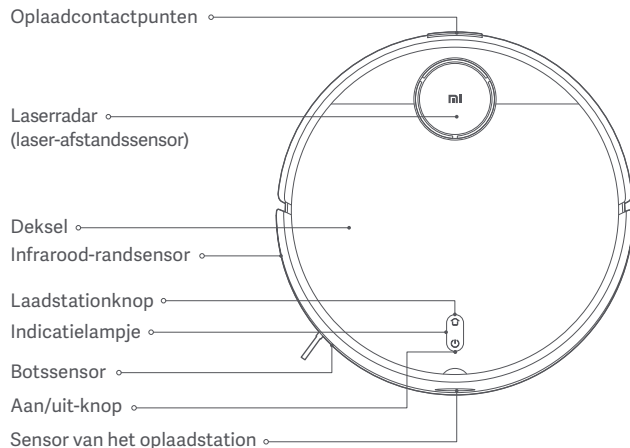 Oplaadcontactpunten
mi
Laserradar
(laser-afstandssensor)
Deksel
Infrarood-randsensor
Laadstationknop
Indicatielampje
Botssensor
Aan/uit-knop
Sensor van het oplaadstation